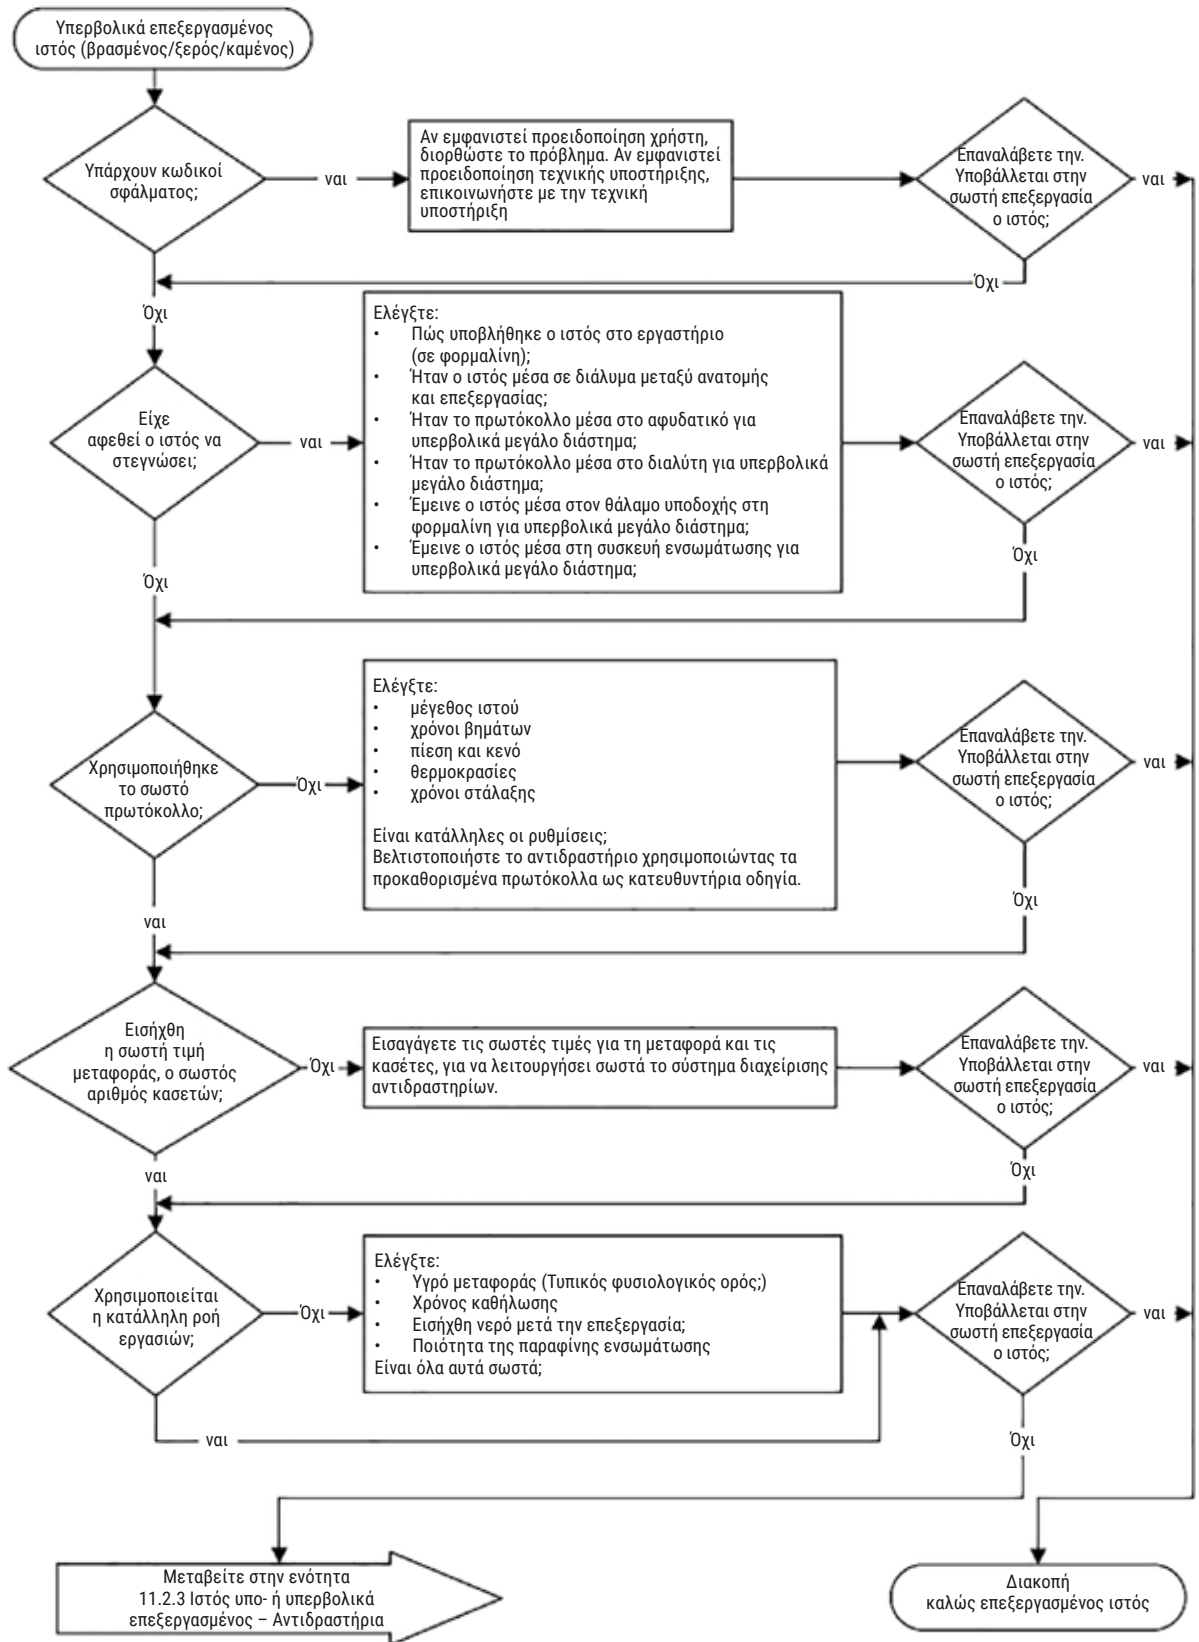 Υπερβολικά επεξεργασμένος
ιστός (βρασμένος/ξερός/καμένος)
Υπάρχουν κωδικοί
σφάλματος;
ναι
Αν εμφανιστεί προειδοποίηση χρήστη,
διορθώστε το πρόβλημα. Αν εμφανιστεί
προειδοποίηση τεχνικής υποστήριξης,
επικοινωνήστε με την τεχνική
υποστήριξη
Επαναλάβετε την.
Υποβάλλεται στην
σωστή επεξεργασία
ο ιστός;
ναι
Όχι
Όχι
Είχε
αφεθεί ο ιστός να
στεγνώσει;
ναι
Ελέγξτε:
• Πώς υποβλήθηκε ο ιστός στο εργαστήριο
(σε φορμαλίνη);
• Ήταν ο ιστός μέσα σε διάλυμα μεταξύ ανατομής
και επεξεργασίας;
• Ήταν το πρωτόκολλο μέσα στο αφυδατικό για
υπερβολικά μεγάλο διάστημα;
• Ήταν το πρωτόκολλο μέσα στο διαλύτη για υπερβολικά
μεγάλο διάστημα;
• Έμεινε ο ιστός μέσα στον θάλαμο υποδοχής στη
φορμαλίνη για υπερβολικά μεγάλο διάστημα;
• Έμεινε ο ιστός μέσα στη συσκευή ενσωμάτωσης για
υπερβολικά μεγάλο διάστημα;
Επαναλάβετε την.
Υποβάλλεται στην
σωστή επεξεργασία
ο ιστός;
ναι
Όχι
Όχι
Χρησιμοποιήθηκε
το σωστό
πρωτόκολλο;
Όχι
Ελέγξτε:
• μέγεθος ιστού
• χρόνοι βημάτων
• πίεση και κενό
• θερμοκρασίες
• χρόνοι στάλαξης
Είναι κατάλληλες οι ρυθμίσεις;
Βελτιστοποιήστε το αντιδραστήριο χρησιμοποιώντας τα
προκαθορισμένα πρωτόκολλα ως κατευθυντήρια οδηγία.
Επαναλάβετε την.
Υποβάλλεται στην
σωστή επεξεργασία
ο ιστός;
ναι
Όχι
ναι
Εισήχθη
η σωστή τιμή
μεταφοράς, ο σωστός
αριθμός κασετών;
Όχι
Εισαγάγετε τις σωστές τιμές για τη μεταφορά και τις
κασέτες, για να λειτουργήσει σωστά το σύστημα διαχείρισης
αντιδραστηρίων.
Επαναλάβετε την.
Υποβάλλεται στην
σωστή επεξεργασία
ο ιστός;
ναι
Όχι
ναι
Χρησιμοποιείται
η κατάλληλη ροή
εργασιών;
Όχι
Ελέγξτε:
• Υγρό μεταφοράς (Τυπικός φυσιολογικός ορός;)
• Χρόνος καθήλωσης
• Εισήχθη νερό μετά την επεξεργασία;
• Ποιότητα της παραφίνης ενσωμάτωσης
Είναι όλα αυτά σωστά;
Επαναλάβετε την.
Υποβάλλεται στην
σωστή επεξεργασία
ο ιστός;
ναι
ναι
Όχι
Μεταβείτε στην ενότητα
11.2.3 Ιστός υπο- ή υπερβολικά
επεξεργασμένος – Αντιδραστήρια
Διακοπή
καλώς επεξεργασμένος ιστός